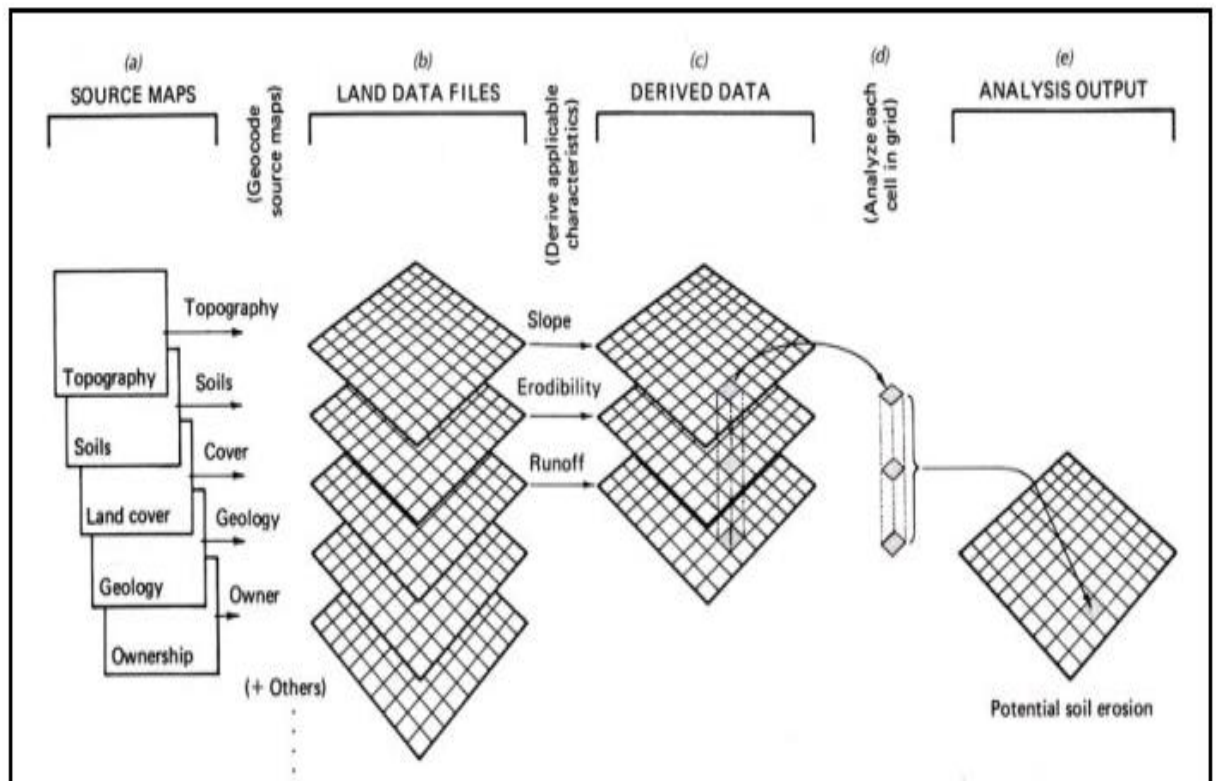 (a)
SOURCE MAPS
(Geocode
source maps)
(b)
LAND DATA FILES
(Derive applicable
characteristics)
(c)
DERIVED DATA
(d)
(Analyze each
cell in grid)
(e)
ANALYSIS OUTPUT
Topography
Topography
Soils
Soils
Cover
Land cover
Geology
Geology
Owner
Ownership
(+ Others)
Slope
Erodibility
Runoff
Potential soil erosion